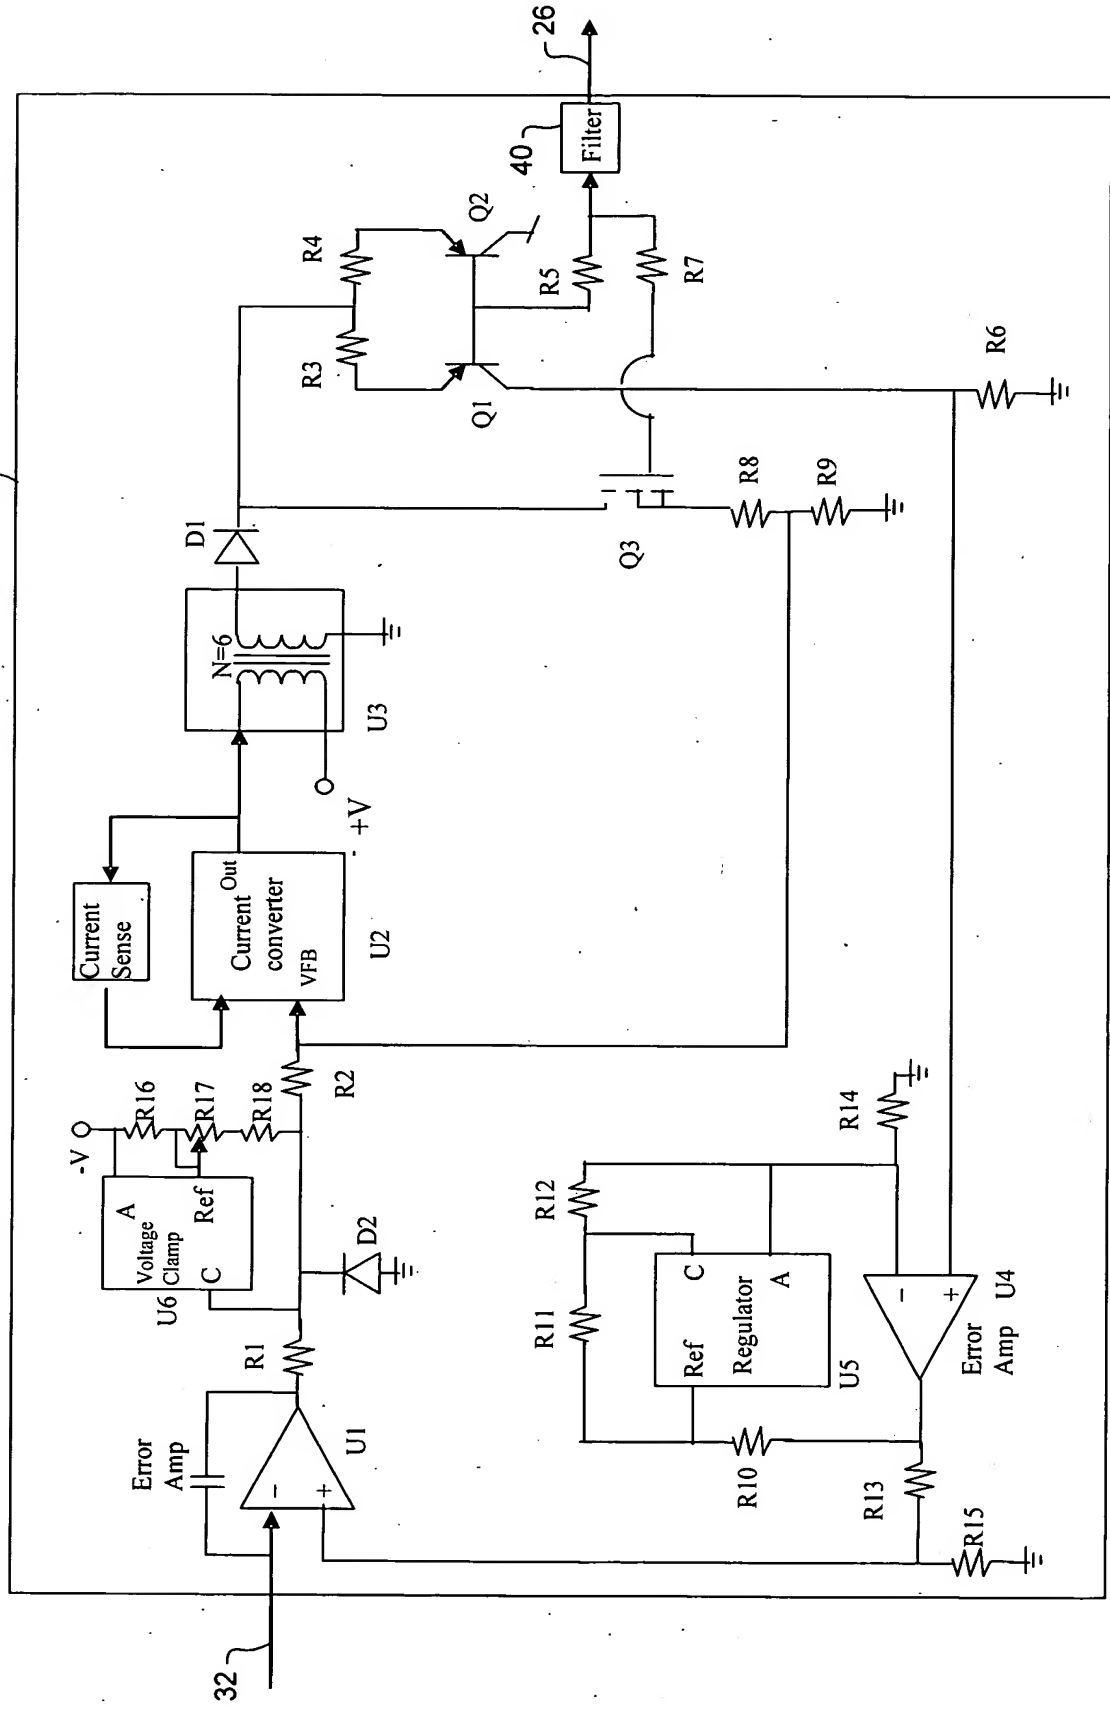 32
Error
Amp
−
+
U1
R1
U6
Voltage
Clamp
A
C
Ref
-V
R16
R17
R18
D2
R2
Current
Sense
Current
converter
Out
VFB
U2
+V
N=6
U3
D1
R3
R4
Q1
Q2
R5
R7
40
Filter
26
Q3
R8
R9
R6
R12
R11
R14
Ref
C
Regulator
A
U5
R10
−
+
U4
Error
Amp
R13
R15